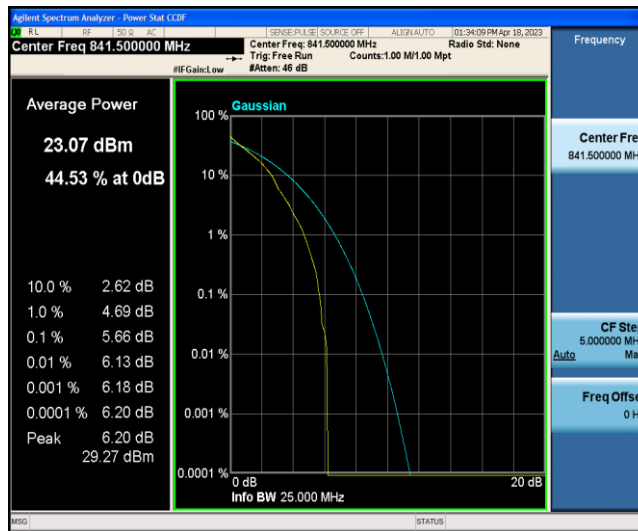 Agilent Spectrum Analyzer - Power Stat CCDF
LXI RL RF 50 Ω AC SENSE:PULSE SOURCE OFF ALIGNAUTO 01:34:09PM Apr 18, 2023
Center Freq 841.500000 MHz
Center Freq: 841.500000 MHz Radio Std: None
Trig: Free Run Counts:1.00 M/1.00 Mpt
#IFGain:Low #Atten: 46 dB
Frequency
Average Power
23.07 dBm
44.53 % at 0dB
10.0 % 2.62 dB
1.0 % 4.69 dB
0.1 % 5.66 dB
0.01 % 6.13 dB
0.001 % 6.18 dB
0.0001 % 6.20 dB
Peak 6.20 dB
29.27 dBm
Gaussian
100 %
10 %
1 %
0.1 %
0.01 %
0.001 %
0.0001 %
0 dB 20 dB
Info BW 25.000 MHz
Center Fre
841.500000 MH
CF Ste
5.000000 MH
Auto Ma
Freq Offse
0 H
MSG STATUS